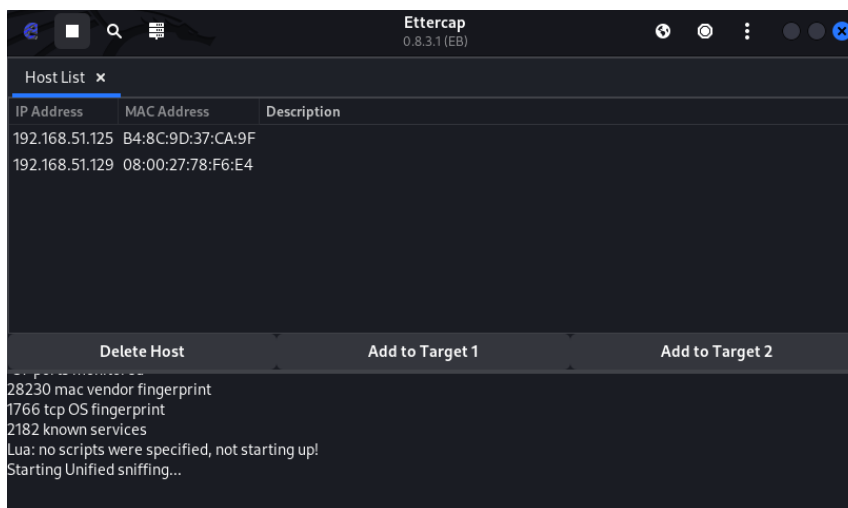 Ettercap
0.8.3.1 (EB)
Host List ×
IP Address MAC Address Description
192.168.51.125 B4:8C:9D:37:CA:9F
192.168.51.129 08:00:27:78:F6:E4
Delete Host Add to Target 1 Add to Target 2
28230 mac vendor fingerprint
1766 tcp OS fingerprint
2182 known services
Lua: no scripts were specified, not starting up!
Starting Unified sniffing...